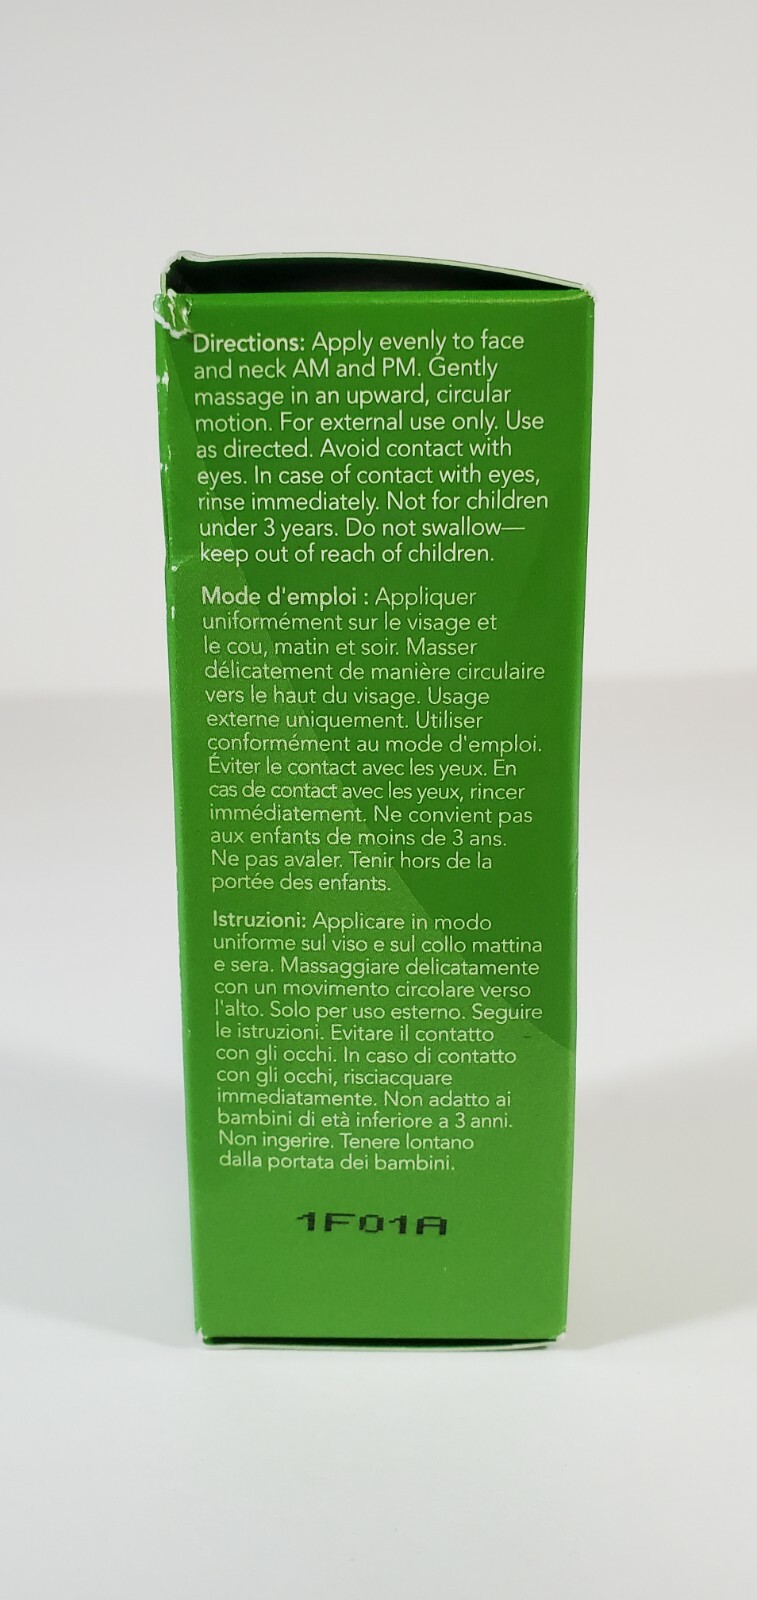 Directions: Apply evenly to face
and neck AM and PM. Gently
massage in an upward, circular
motion. For external use only. Use
as directed. Avoid contact with
eyes. In case of contact with eyes,
rinse immediately. Not for children
under 3 years. Do not swallow—
keep out of reach of children.
Mode d'emploi : Appliquer
uniformément sur le visage et
le cou, matin et soir. Masser
délicatement de manière circulaire
vers le haut du visage. Usage
externe uniquement. Utiliser
conformément au mode d'emploi.
Éviter le contact avec les yeux. En
cas de contact avec les yeux, rincer
immédiatement. Ne convient pas
aux enfants de moins de 3 ans.
Ne pas avaler. Tenir hors de la
portée des enfants.
Istruzioni: Applicare in modo
uniforme sul viso e sul collo mattina
e sera. Massaggiare delicatamente
con un movimento circolare verso
l'alto. Solo per uso esterno. Seguire
le istruzioni. Evitare il contatto
con gli occhi. In caso di contatto
con gli occhi, risciacquare
immediatamente. Non adatto ai
bambini di età inferiore a 3 anni.
Non ingerire. Tenere lontano
dalla portata dei bambini.
1F01A